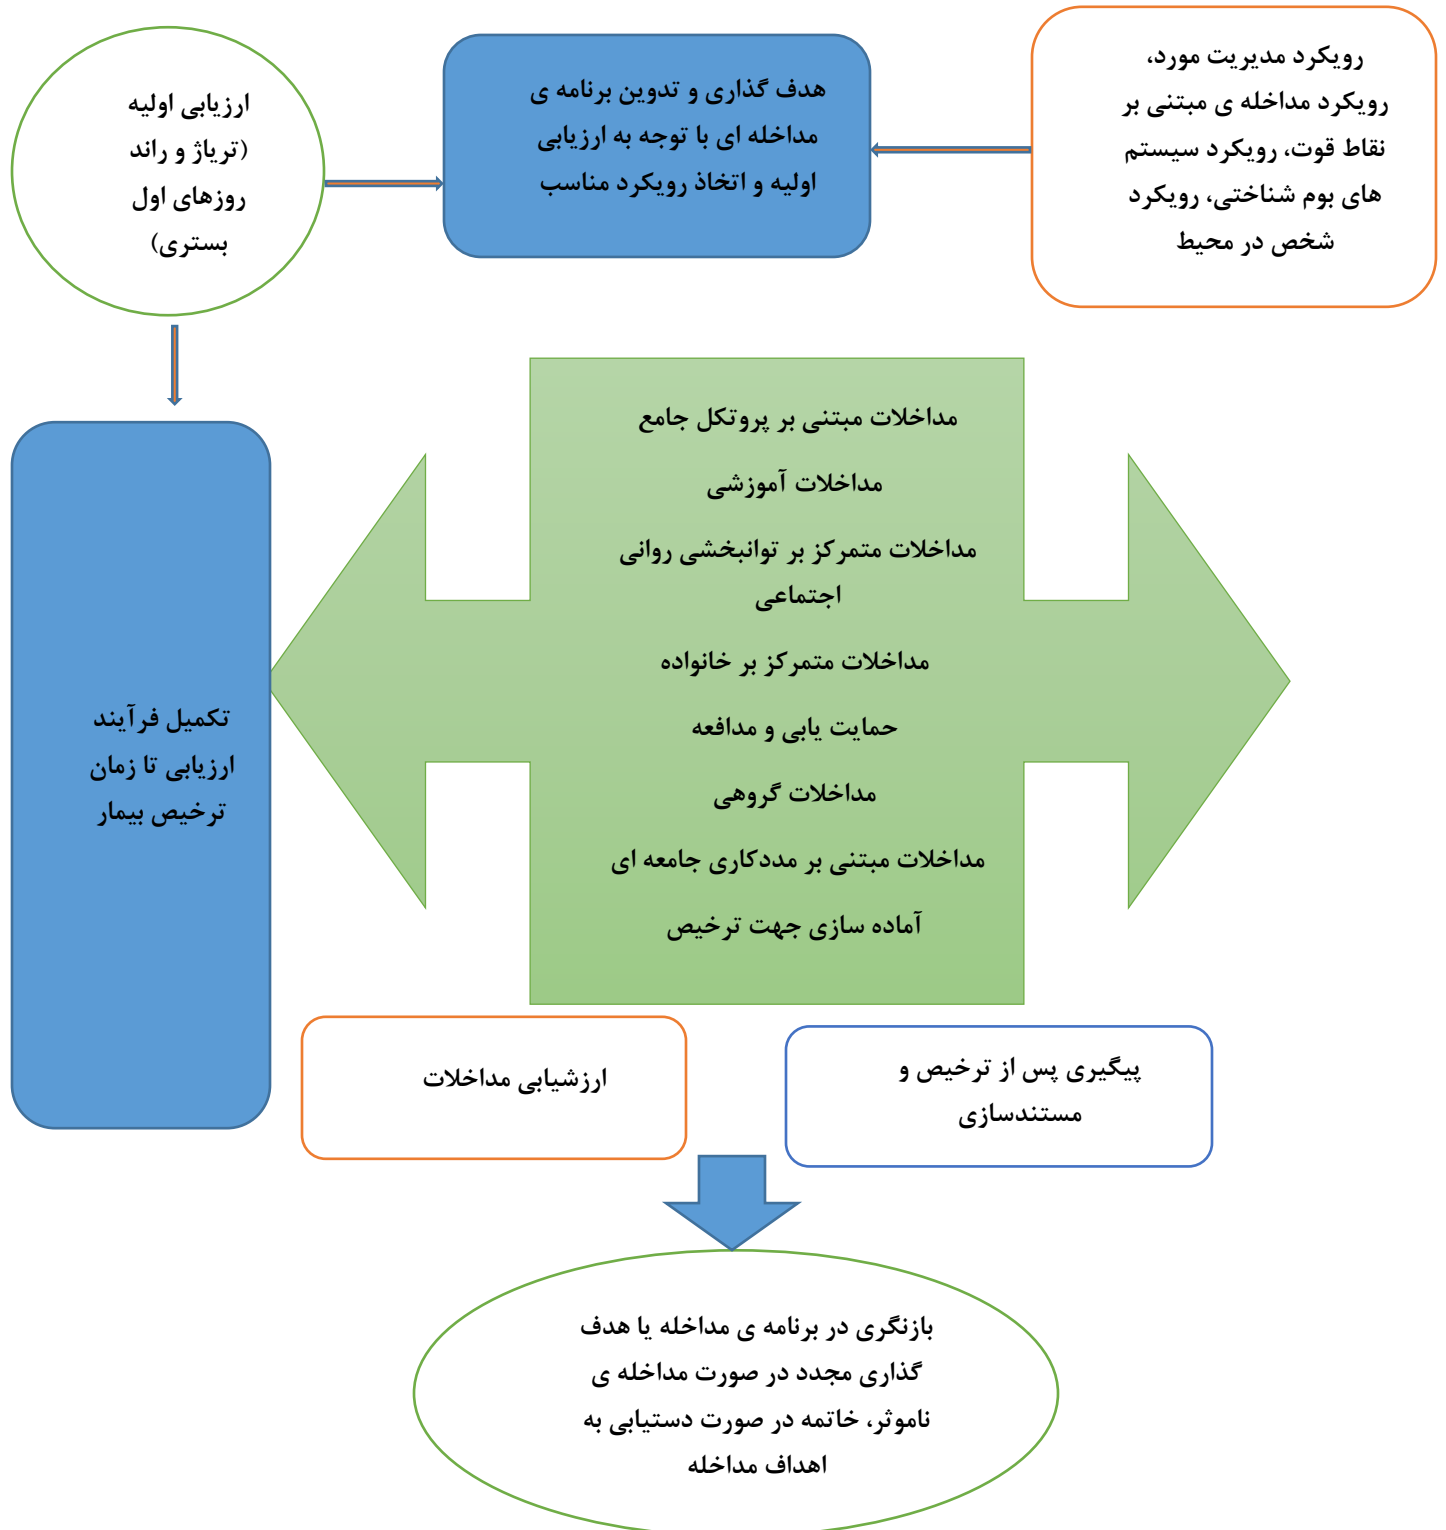 رویکرد مدیریت مورد،
رویکرد مداخله ی مبتنی بر
نقاط قوت، رویکرد سیستم
های بوم شناختی، رویکرد
شخص در محیط
هدف گذاری و تدوین برنامه ی
مداخله ای با توجه به ارزیابی
اولیه و اتخاذ رویکرد مناسب
ارزیابی اولیه
(تریاژ و راند
روزهای اول
بستری)
مداخلات مبتنی بر پروتکل جامع
مداخلات آموزشی
مداخلات متمرکز بر توانبخشی روانی
اجتماعی
مداخلات متمرکز بر خانواده
حمایت یابی و مدافعه
مداخلات گروهی
مداخلات مبتنی بر مددکاری جامعه ای
آماده سازی جهت ترخیص
تکمیل فرآیند
ارزیابی تا زمان
ترخیص بیمار
پیگیری پس از ترخیص و
مستندسازی
ارزشیابی مداخلات
بازنگری در برنامه ی مداخله یا هدف
گذاری مجدد در صورت مداخله ی
ناموثر، خاتمه در صورت دستیابی به
اهداف مداخله